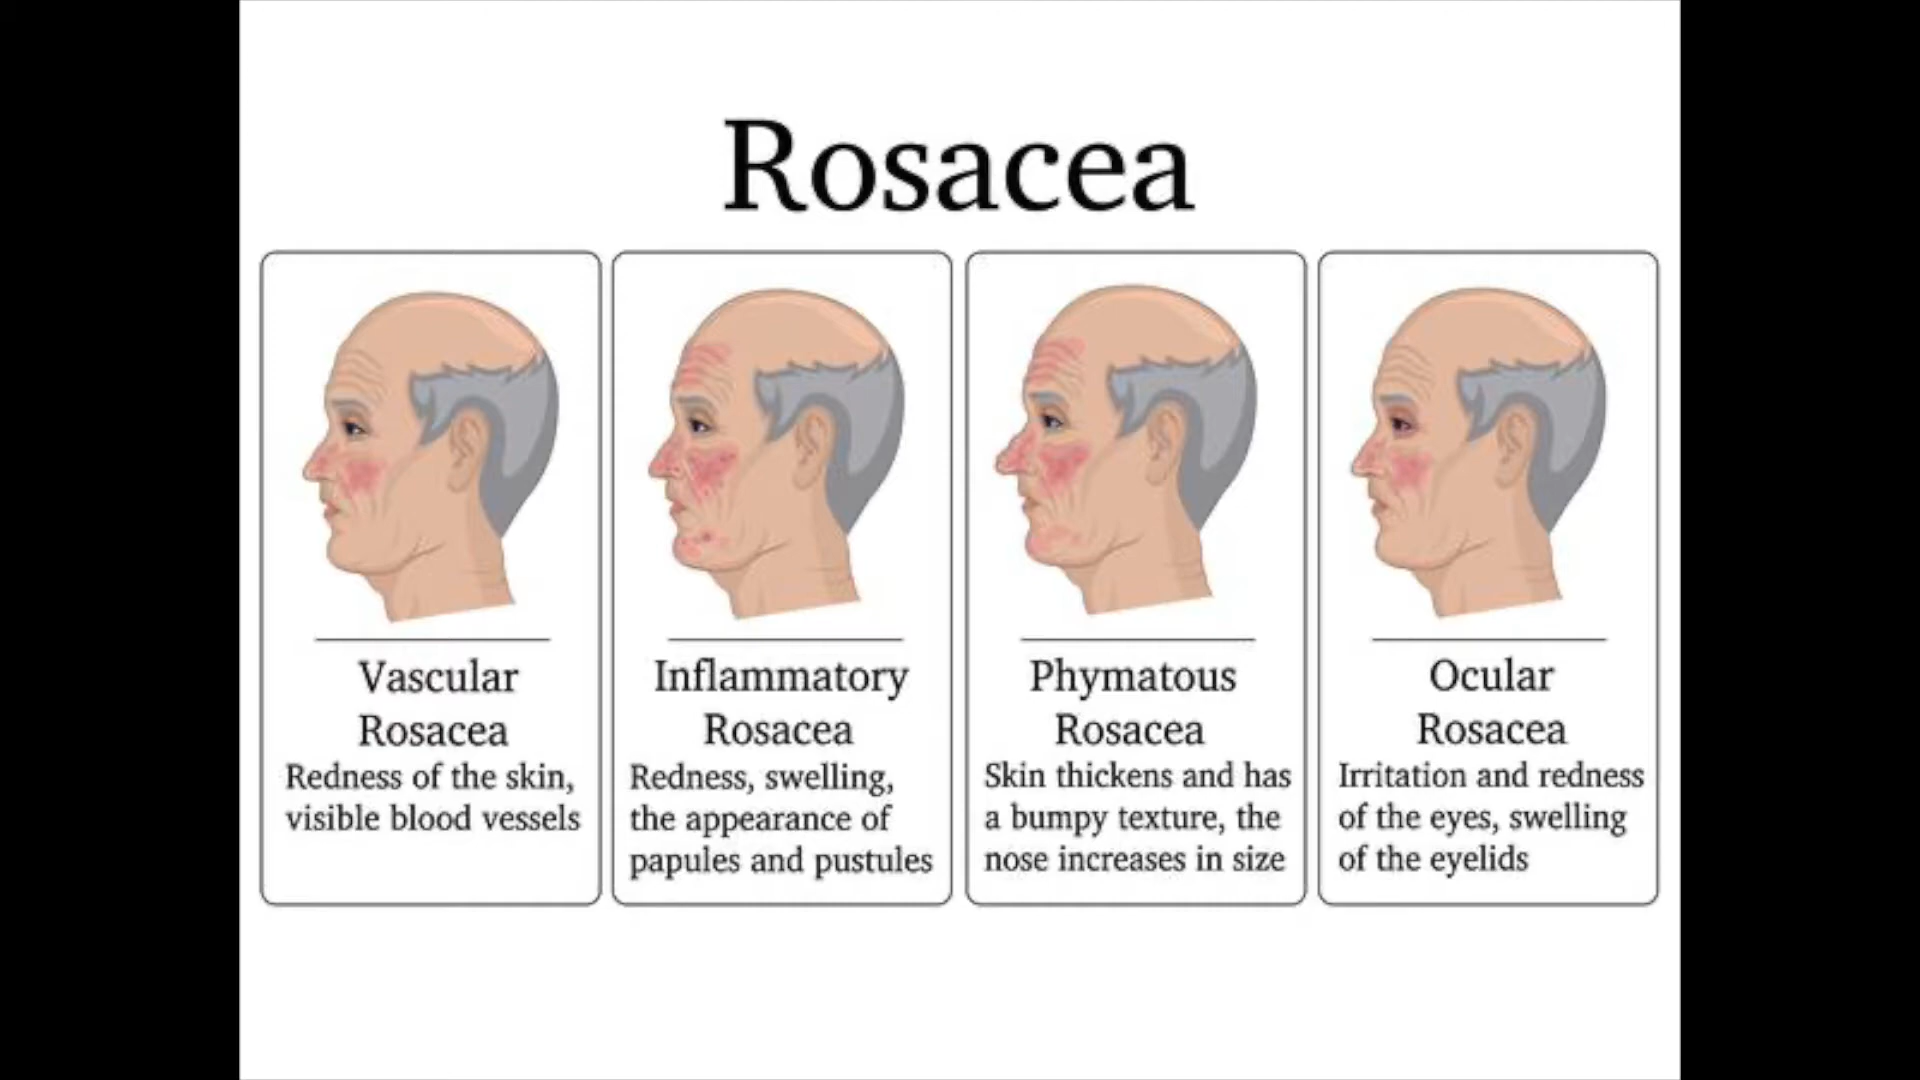 Rosacea
Vascular
Rosacea
Redness of the skin,
visible blood vessels
Inflammatory
Rosacea
Redness, swelling,
the appearance of
papules and pustules
Phymatous
Rosacea
Skin thickens and has
a bumpy texture, the
nose increases in size
Ocular
Rosacea
Irritation and redness
of the eyes, swelling
of the eyelids